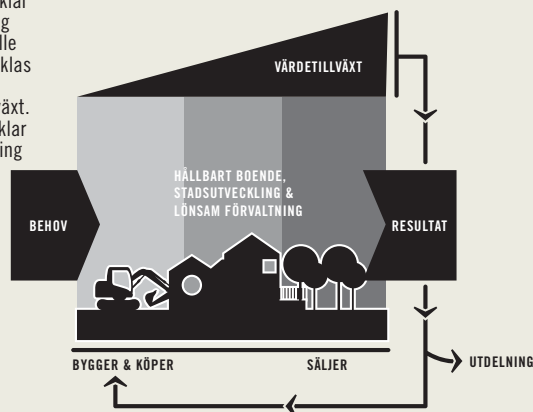 VÄRDETILLVÄXT
HÅLLBART BOENDE,
STADSUTVECKLING &
LÖNSAM FÖRVALTNING
BEHOV
RESULTAT
BYGGER & KÖPER
SÄLJER
UTDELNING